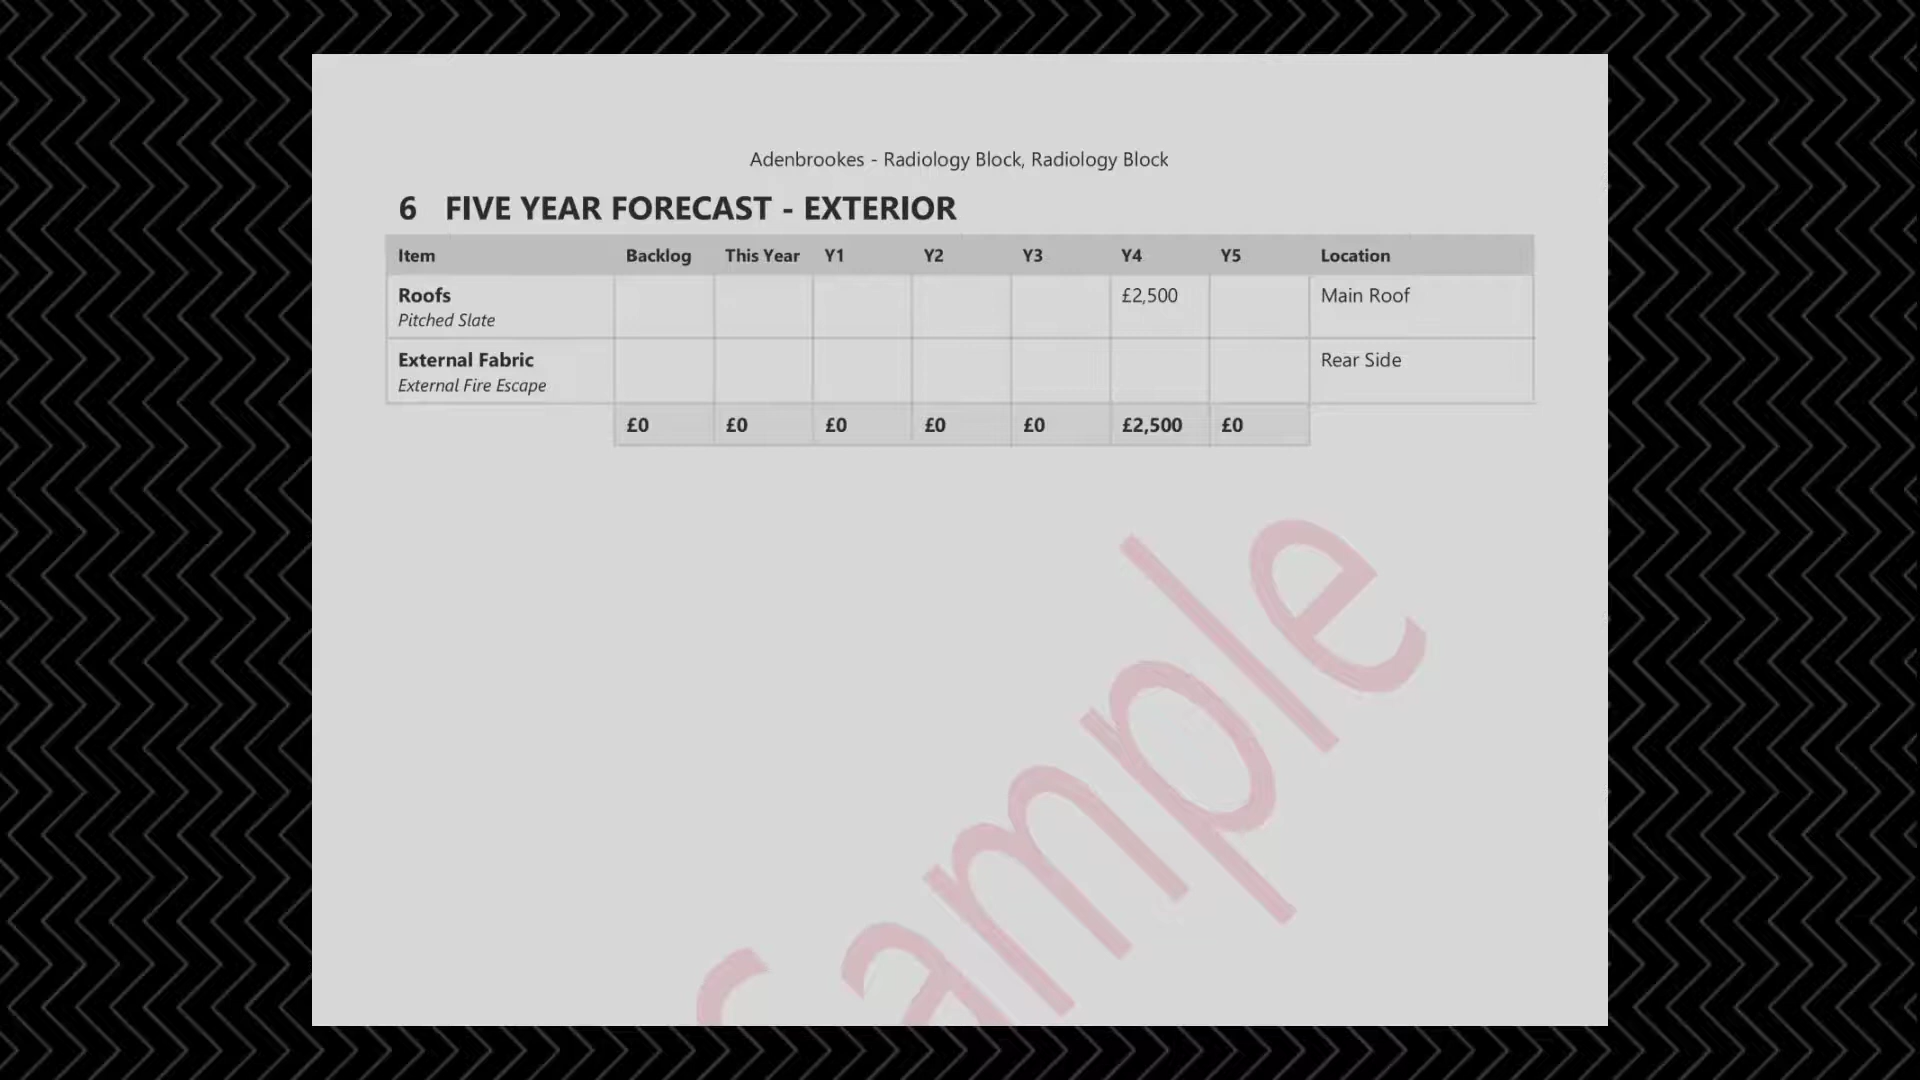 Adenbrookes - Radiology Block, Radiology Block
6 FIVE YEAR FORECAST - EXTERIOR
Item Backlog This Year Y1 Y2 Y3 Y4 Y5 Location
Roofs £2,500 Main Roof
Pitched Slate
External Fabric Rear Side
External Fire Escape
£0 £0 £0 £0 £0 £2,500 £0
Sample